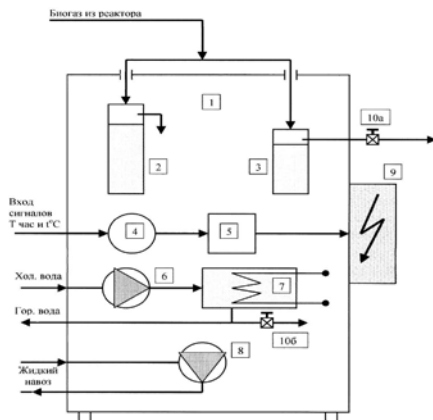 Биогаз из реактора
1
10а
2
3
9
Вход
сигналов
Т час и t°C
4
5
Хол. вода
6
7
Гор. вода
10б
8
Жидкий
навоз